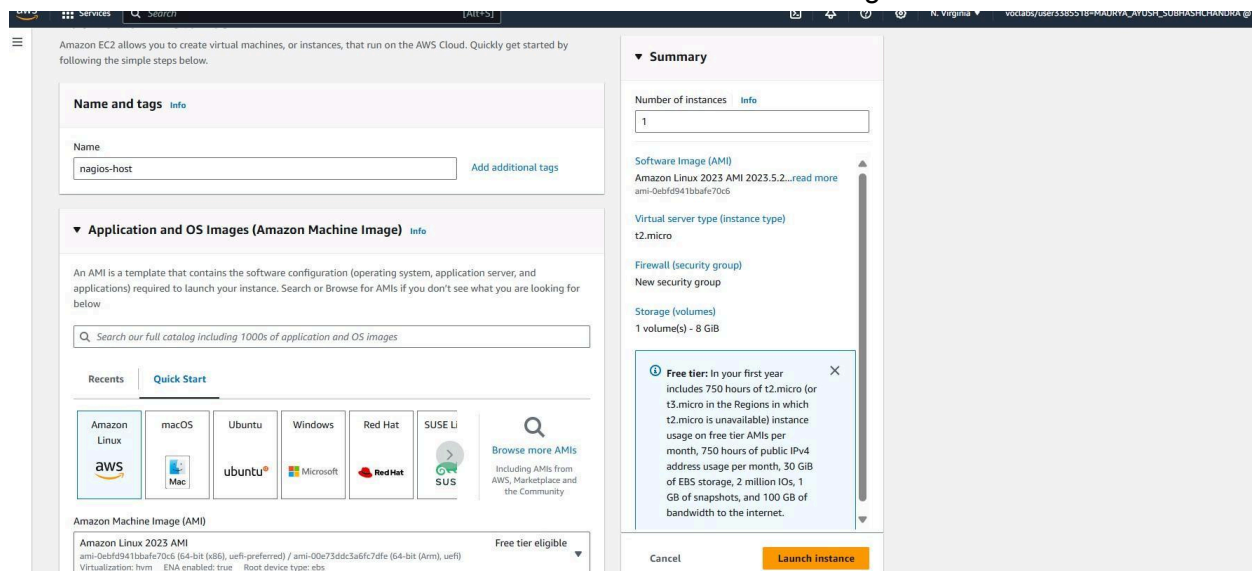 aws
Services
Search
[Alt+S]
N. Virginia
voclabs/user3385518=MAURYA_AYUSH_SUBHASHCHANDRA @
Amazon EC2 allows you to create virtual machines, or instances, that run on the AWS Cloud. Quickly get started by
following the simple steps below.
Name and tags Info
Name
nagios-host
Add additional tags
Application and OS Images (Amazon Machine Image) Info
An AMI is a template that contains the software configuration (operating system, application server, and
applications) required to launch your instance. Search or Browse for AMIs if you don't see what you are looking for
below
Search our full catalog including 1000s of application and OS images
Recents
Quick Start
Amazon
Linux
aws
macOS
Mac
Ubuntu
ubuntu®
Windows
Microsoft
Red Hat
Red Hat
SUSE Li
SUS
Browse more AMIs
Including AMIs from
AWS, Marketplace and
the Community
Amazon Machine Image (AMI)
Amazon Linux 2023 AMI
Free tier eligible
ami-0ebfd941bbafe70c6 (64-bit (x86), uefi-preferred) / ami-00e73ddc3a6fc7dfe (64-bit (Arm), uefi)
Virtualization: hvm ENA enabled: true Root device type: ebs
Summary
Number of instances Info
1
Software Image (AMI)
Amazon Linux 2023 AMI 2023.5.2...read more
ami-0ebfd941bbafe70c6
Virtual server type (instance type)
t2.micro
Firewall (security group)
New security group
Storage (volumes)
1 volume(s) - 8 GiB
Free tier: In your first year
includes 750 hours of t2.micro (or
t3.micro in the Regions in which
t2.micro is unavailable) instance
usage on free tier AMIs per
month, 750 hours of public IPv4
address usage per month, 30 GiB
of EBS storage, 2 million IOs, 1
GB of snapshots, and 100 GB of
bandwidth to the internet.
Cancel
Launch instance